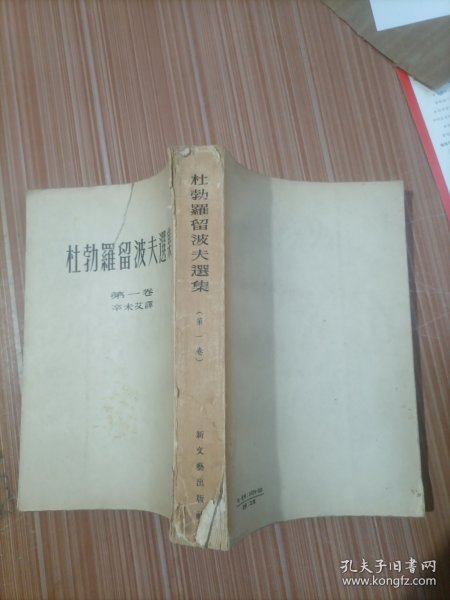 杜勃羅留波夫選集
第一卷
辛未艾譯
杜勃羅留波夫選集
(第一卷)
新文藝出版
孔夫子旧书网
www.kongfz.com